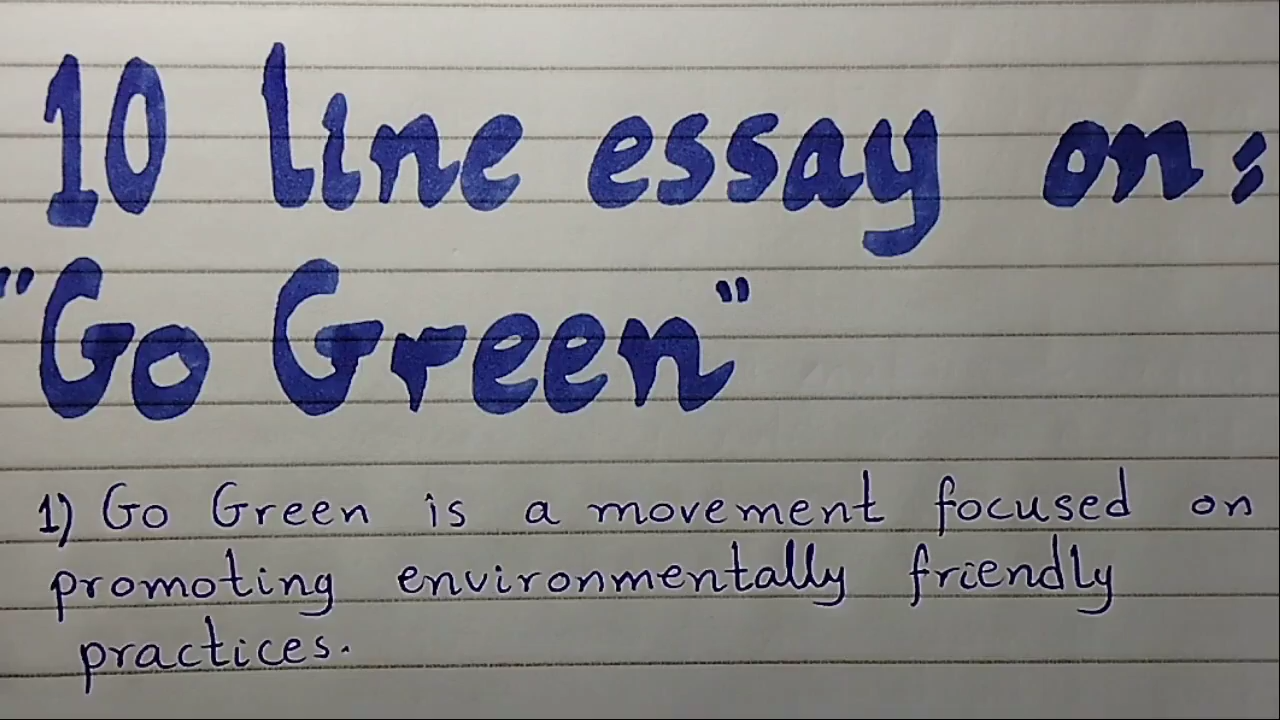 10 line essay on:
"Go Green"
1) Go Green is a movement focused on
promoting environmentally friendly
practices.